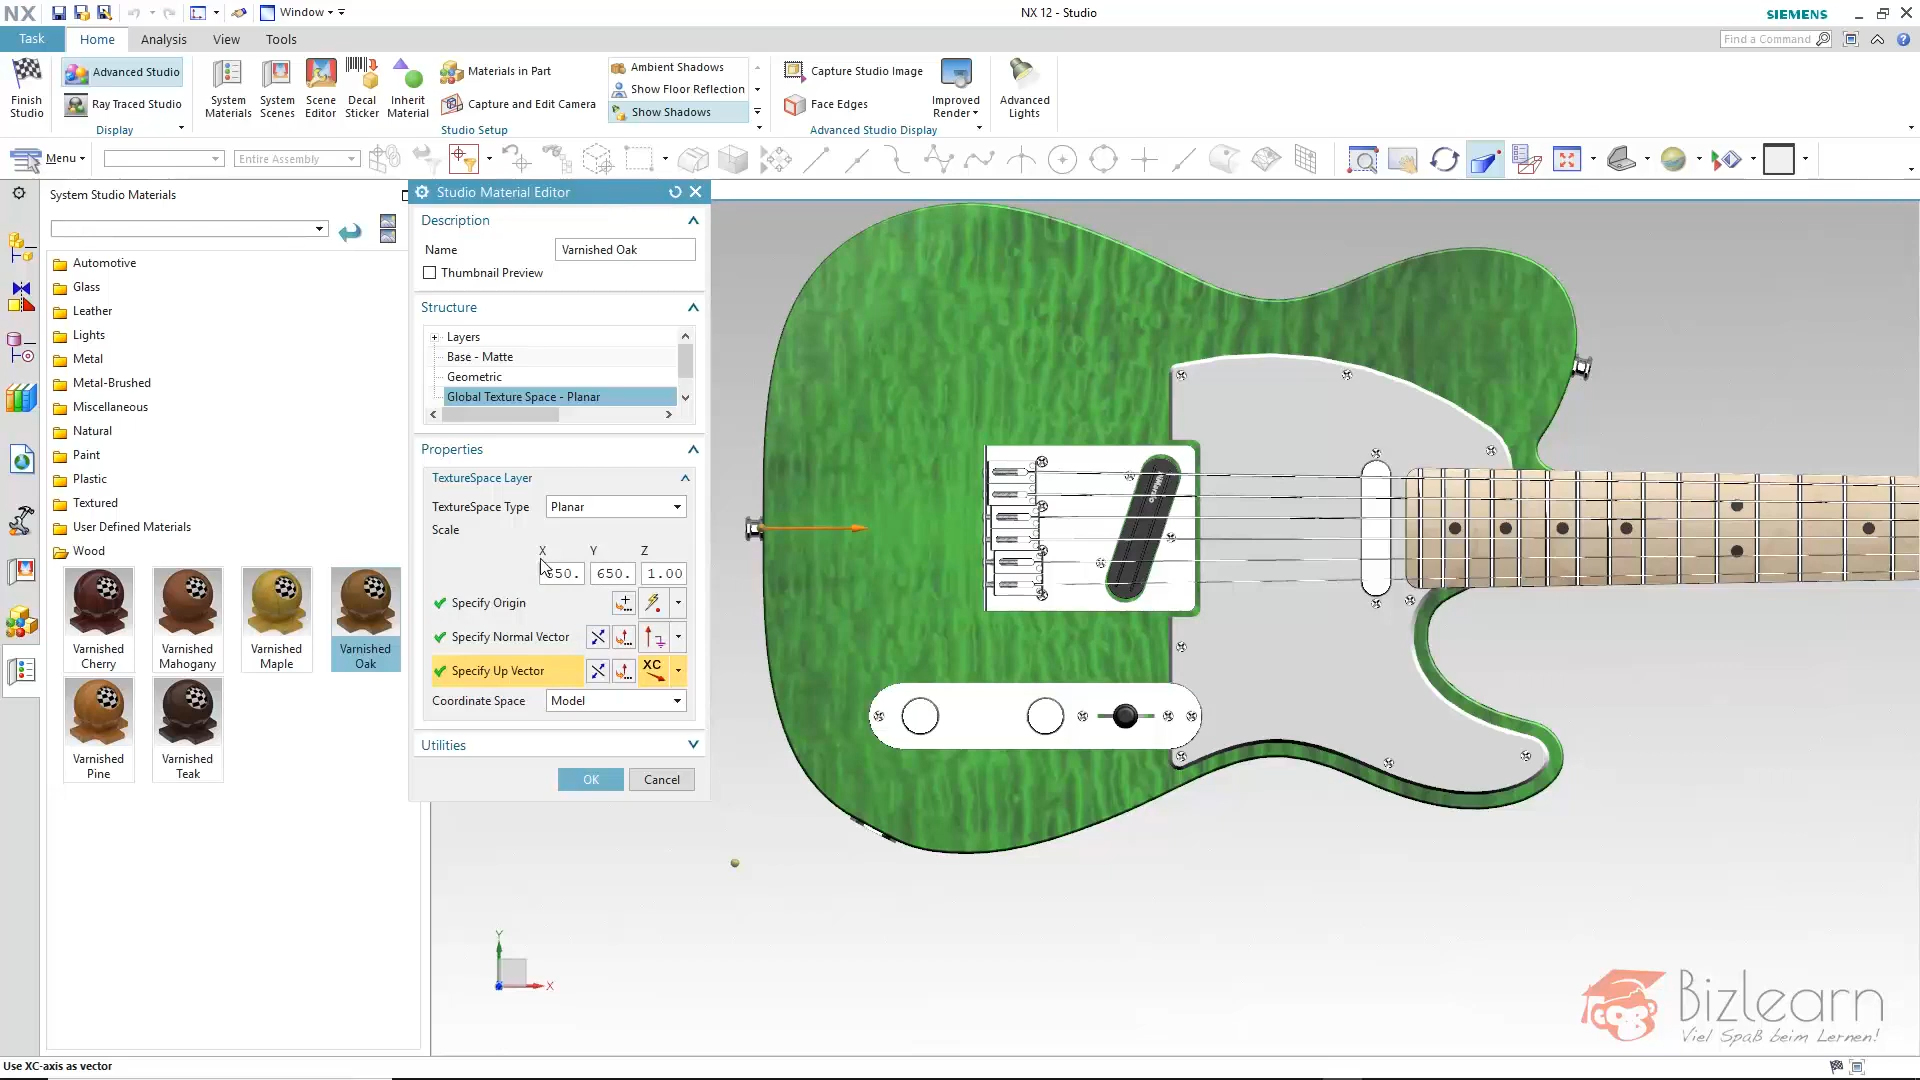 NX
Window
NX 12 - Studio
SIEMENS
Task
Home
Analysis
View
Tools
Find a Command
Finish Studio
Advanced Studio
Ray Traced Studio
Display
System Materials
System Scenes
Scene Editor
Decal Sticker
Inherit Material
Materials in Part
Capture and Edit Camera
Studio Setup
Ambient Shadows
Show Floor Reflection
Show Shadows
Capture Studio Image
Face Edges
Improved Render
Advanced Studio Display
Advanced Lights
Menu
Entire Assembly
System Studio Materials
Automotive
Glass
Leather
Lights
Metal
Metal-Brushed
Miscellaneous
Natural
Paint
Plastic
Textured
User Defined Materials
Wood
Varnished Cherry
Varnished Mahogany
Varnished Maple
Varnished Oak
Varnished Pine
Varnished Teak
Studio Material Editor
Description
Name
Varnished Oak
Thumbnail Preview
Structure
Layers
Base - Matte
Geometric
Global Texture Space - Planar
Properties
TextureSpace Layer
TextureSpace Type
Planar
Scale
X Y Z
650. 650. 1.00
Specify Origin
Specify Normal Vector
Specify Up Vector
XC
Coordinate Space
Model
Utilities
OK
Cancel
Y
X
Bizlearn
Viel Spaß beim Lernen!
Use XC-axis as vector